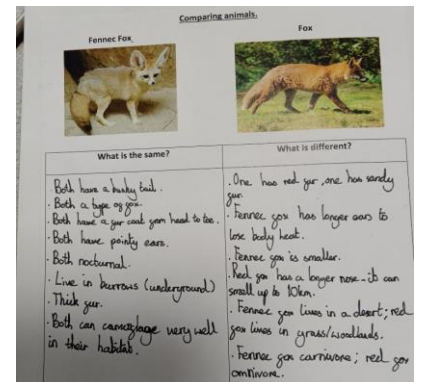 Comparing animals.
Fennec Fox
Fox
What is the same?
· Both have a bushy tail.
· Both a type of fox.
· Both have a fur coat from head to toe.
· Both have pointy ears.
· Both nocturnal.
· Live in burrows (underground)
· Thick fur.
· Both can camoflage very well
in their habitat.
What is different?
· One has red fur, one has sandy
fur.
· Fennec fox has longer ears to
lose body heat.
· Fennec fox is smaller.
· Red fox has a longer nose - it can
smell up to 10km.
· Fennec fox lives in a desert; red
fox lives in grass/woodlands.
· Fennec fox carnivore; red fox
omnivore.